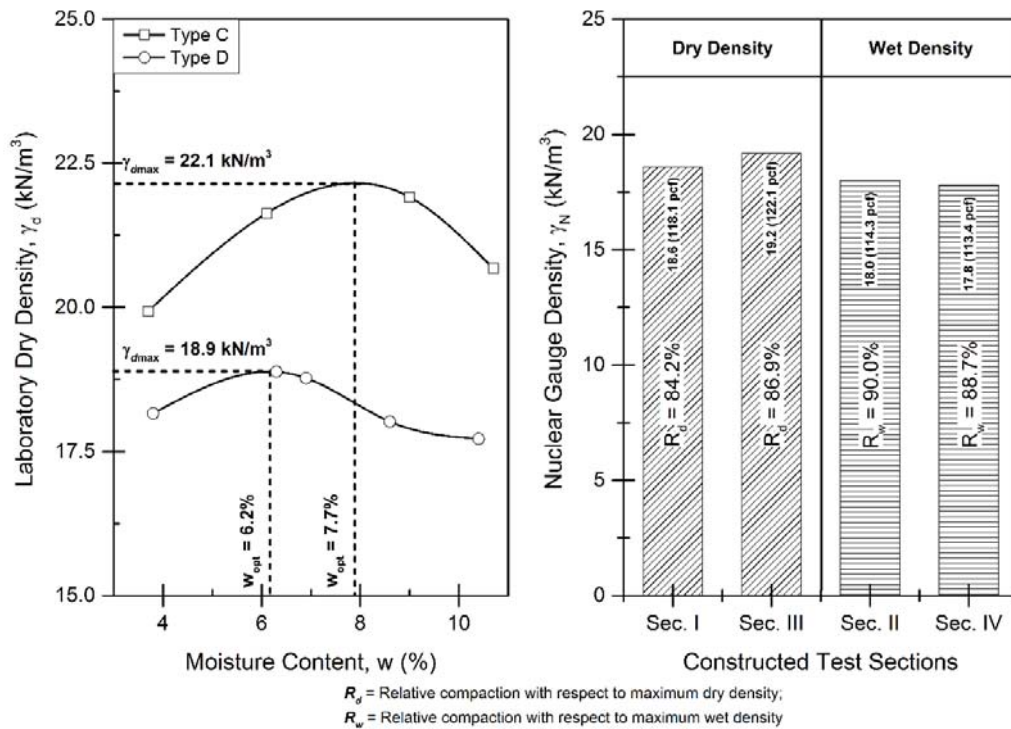 Type C
Type D
γdmax = 22.1 kN/m³
γdmax = 18.9 kN/m³
wopt = 6.2%
wopt = 7.7%
25.0
22.5
20.0
17.5
15.0
Laboratory Dry Density, γd (kN/m³)
4 6 8 10
Moisture Content, w (%)
Dry Density Wet Density
25
20
15
10
5
0
Nuclear Gauge Density, γN (kN/m³)
18.6 (118.1 pcf)
Rd = 84.2%
19.2 (122.1 pcf)
Rd = 86.9%
18.0 (114.3 pcf)
Rw = 90.0%
17.8 (113.4 pcf)
Rw = 88.7%
Sec. I Sec. III Sec. II Sec. IV
Constructed Test Sections
Rd = Relative compaction with respect to maximum dry density;
Rw = Relative compaction with respect to maximum wet density